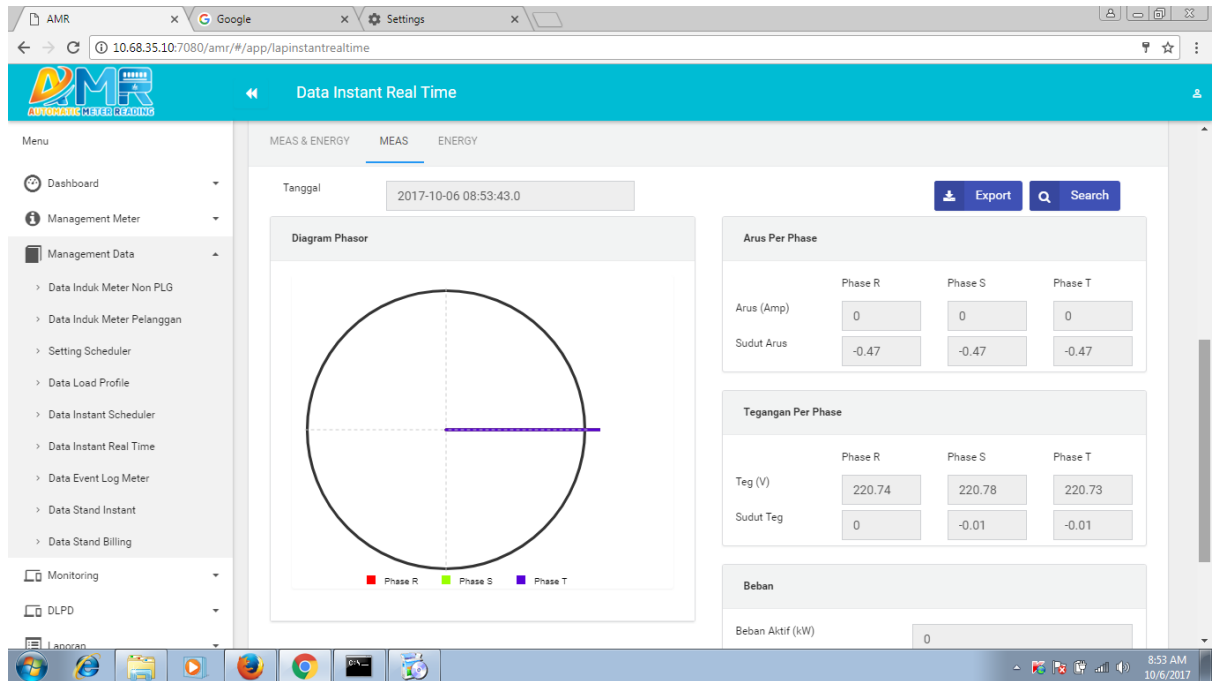 AMR
Google
Settings
10.68.35.10:7080/amr/#/app/lapinstantrealtime
AMR
AUTOMATIC METER READING
Data Instant Real Time
Menu
Dashboard
Management Meter
Management Data
Data Induk Meter Non PLG
Data Induk Meter Pelanggan
Setting Scheduler
Data Load Profile
Data Instant Scheduler
Data Instant Real Time
Data Event Log Meter
Data Stand Instant
Data Stand Billing
Monitoring
DLPD
Laporan
MEAS & ENERGY MEAS ENERGY
Tanggal 2017-10-06 08:53:43.0 Export Search
Diagram Phasor
Phase R Phase S Phase T
Arus Per Phase
Phase R Phase S Phase T
Arus (Amp) 0 0 0
Sudut Arus -0.47 -0.47 -0.47
Tegangan Per Phase
Phase R Phase S Phase T
Teg (V) 220.74 220.78 220.73
Sudut Teg 0 -0.01 -0.01
Beban
Beban Aktif (kW) 0
8:53 AM
10/6/2017